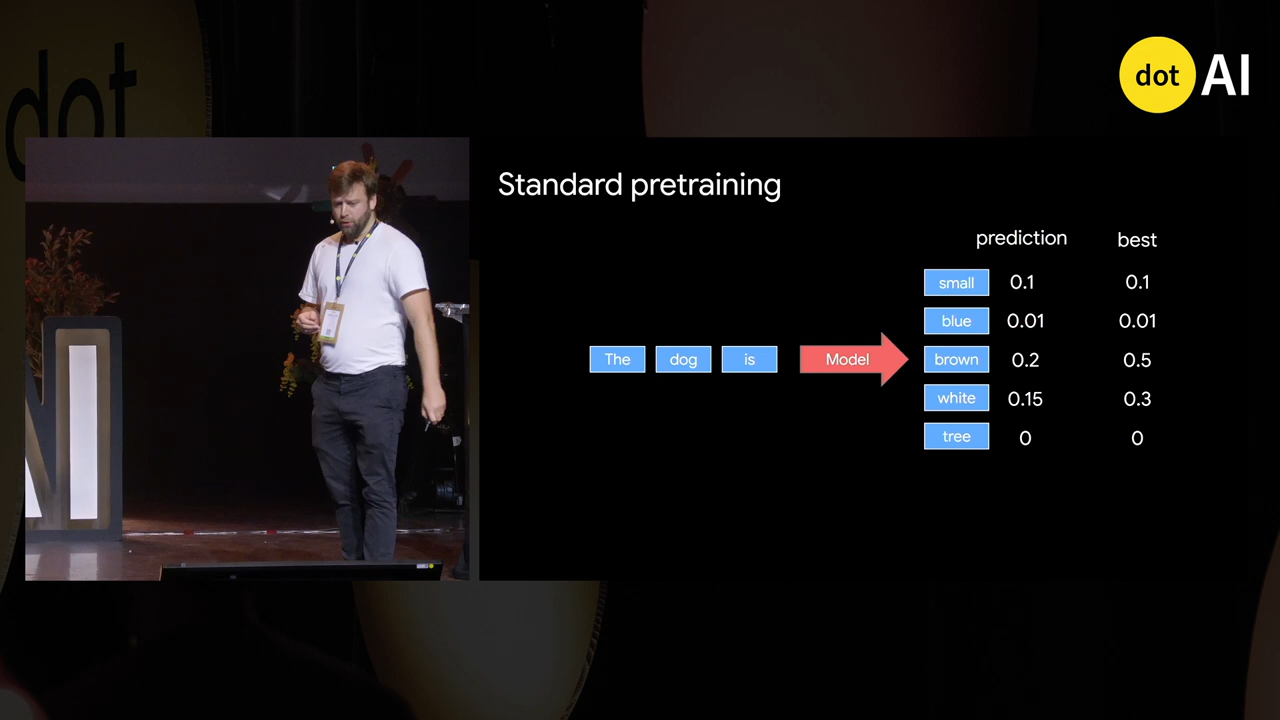 dot
dot AI
Standard pretraining
prediction best
small 0.1 0.1
blue 0.01 0.01
The dog is Model brown 0.2 0.5
white 0.15 0.3
tree 0 0